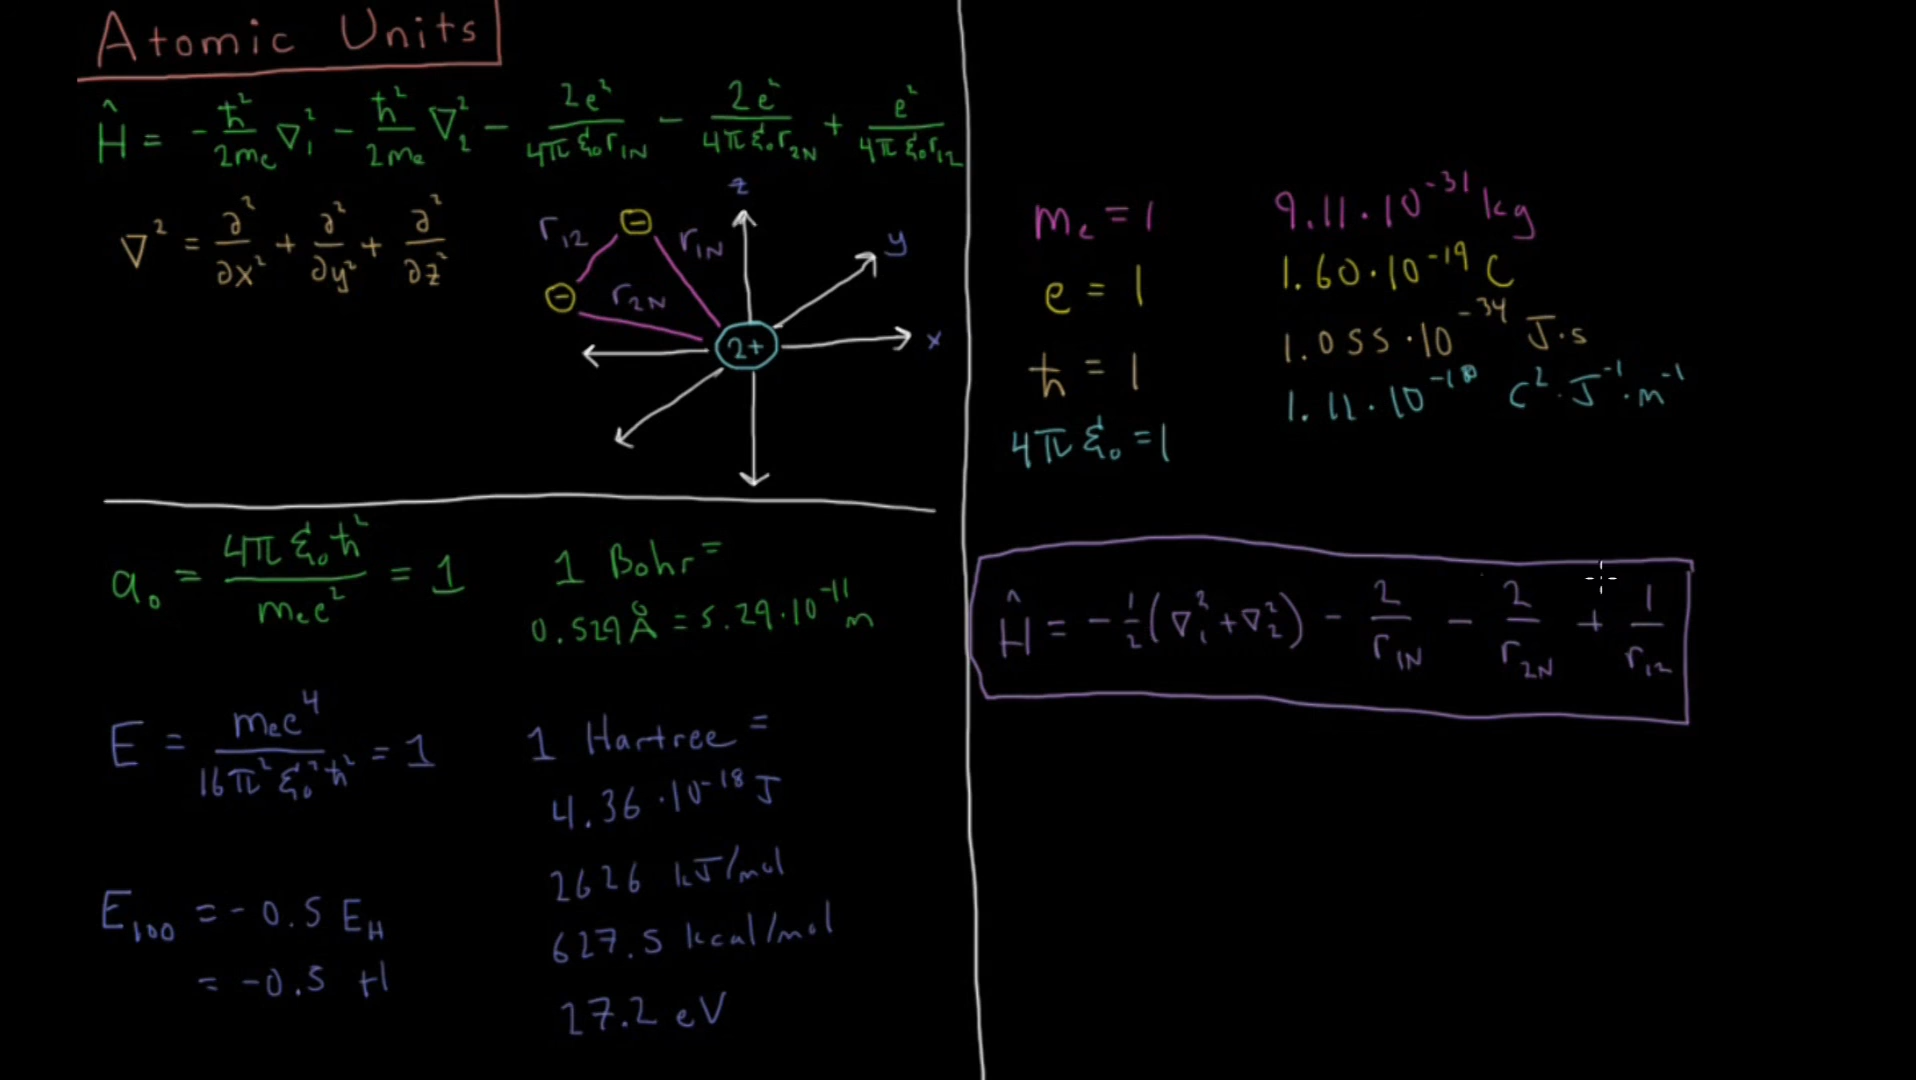 Atomic Units
Ĥ = -ħ²/2mₑ ∇₁² - ħ²/2mₑ ∇₂² - 2e²/4πε₀r₁N - 2e²/4πε₀r₂N + e²/4πε₀r₁₂
∇² = ∂²/∂x² + ∂²/∂y² + ∂²/∂z²
z
y
x
r₁₂
r₁N
r₂N
-
-
2+
a₀ = 4πε₀ħ²/mₑe² = 1
1 Bohr =
0.529Å = 5.29·10⁻¹¹ m
E = mₑe⁴/16π²ε₀²ħ² = 1
1 Hartree =
4.36·10⁻¹⁸ J
2626 kJ/mol
627.5 kcal/mol
27.2 eV
E₁₀₀ = -0.5 E_H
= -0.5 H
mₑ = 1 9.11·10⁻³¹ kg
e = 1 1.60·10⁻¹⁹ C
ħ = 1 1.055·10⁻³⁴ J·s
4πε₀ = 1 1.11·10⁻¹⁰ C²·J⁻¹·m⁻¹
Ĥ = -½(∇₁² + ∇₂²) - 2/r₁N - 2/r₂N + 1/r₁₂